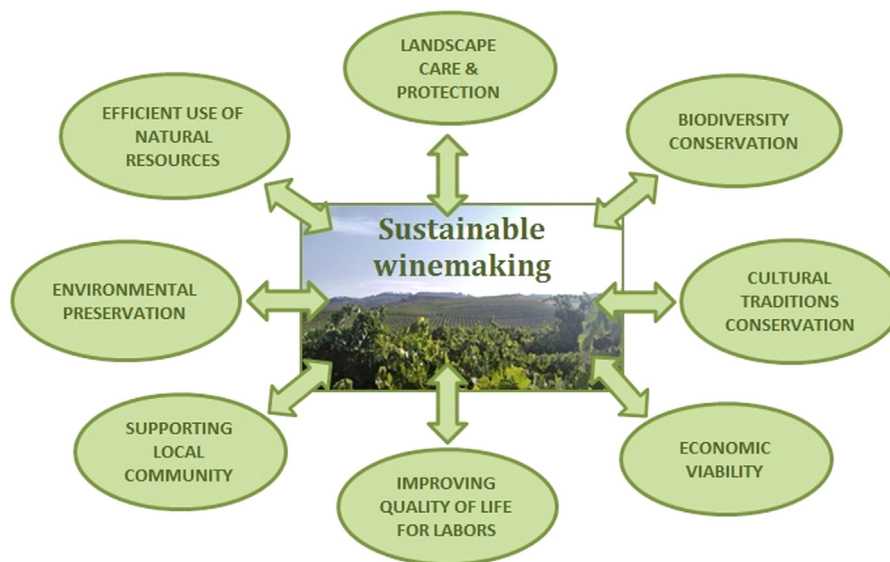 LANDSCAPE
CARE &
PROTECTION
EFFICIENT USE OF
NATURAL
RESOURCES
BIODIVERSITY
CONSERVATION
Sustainable
winemaking
ENVIRONMENTAL
PRESERVATION
CULTURAL
TRADITIONS
CONSERVATION
SUPPORTING
LOCAL
COMMUNITY
IMPROVING
QUALITY OF LIFE
FOR LABORS
ECONOMIC
VIABILITY